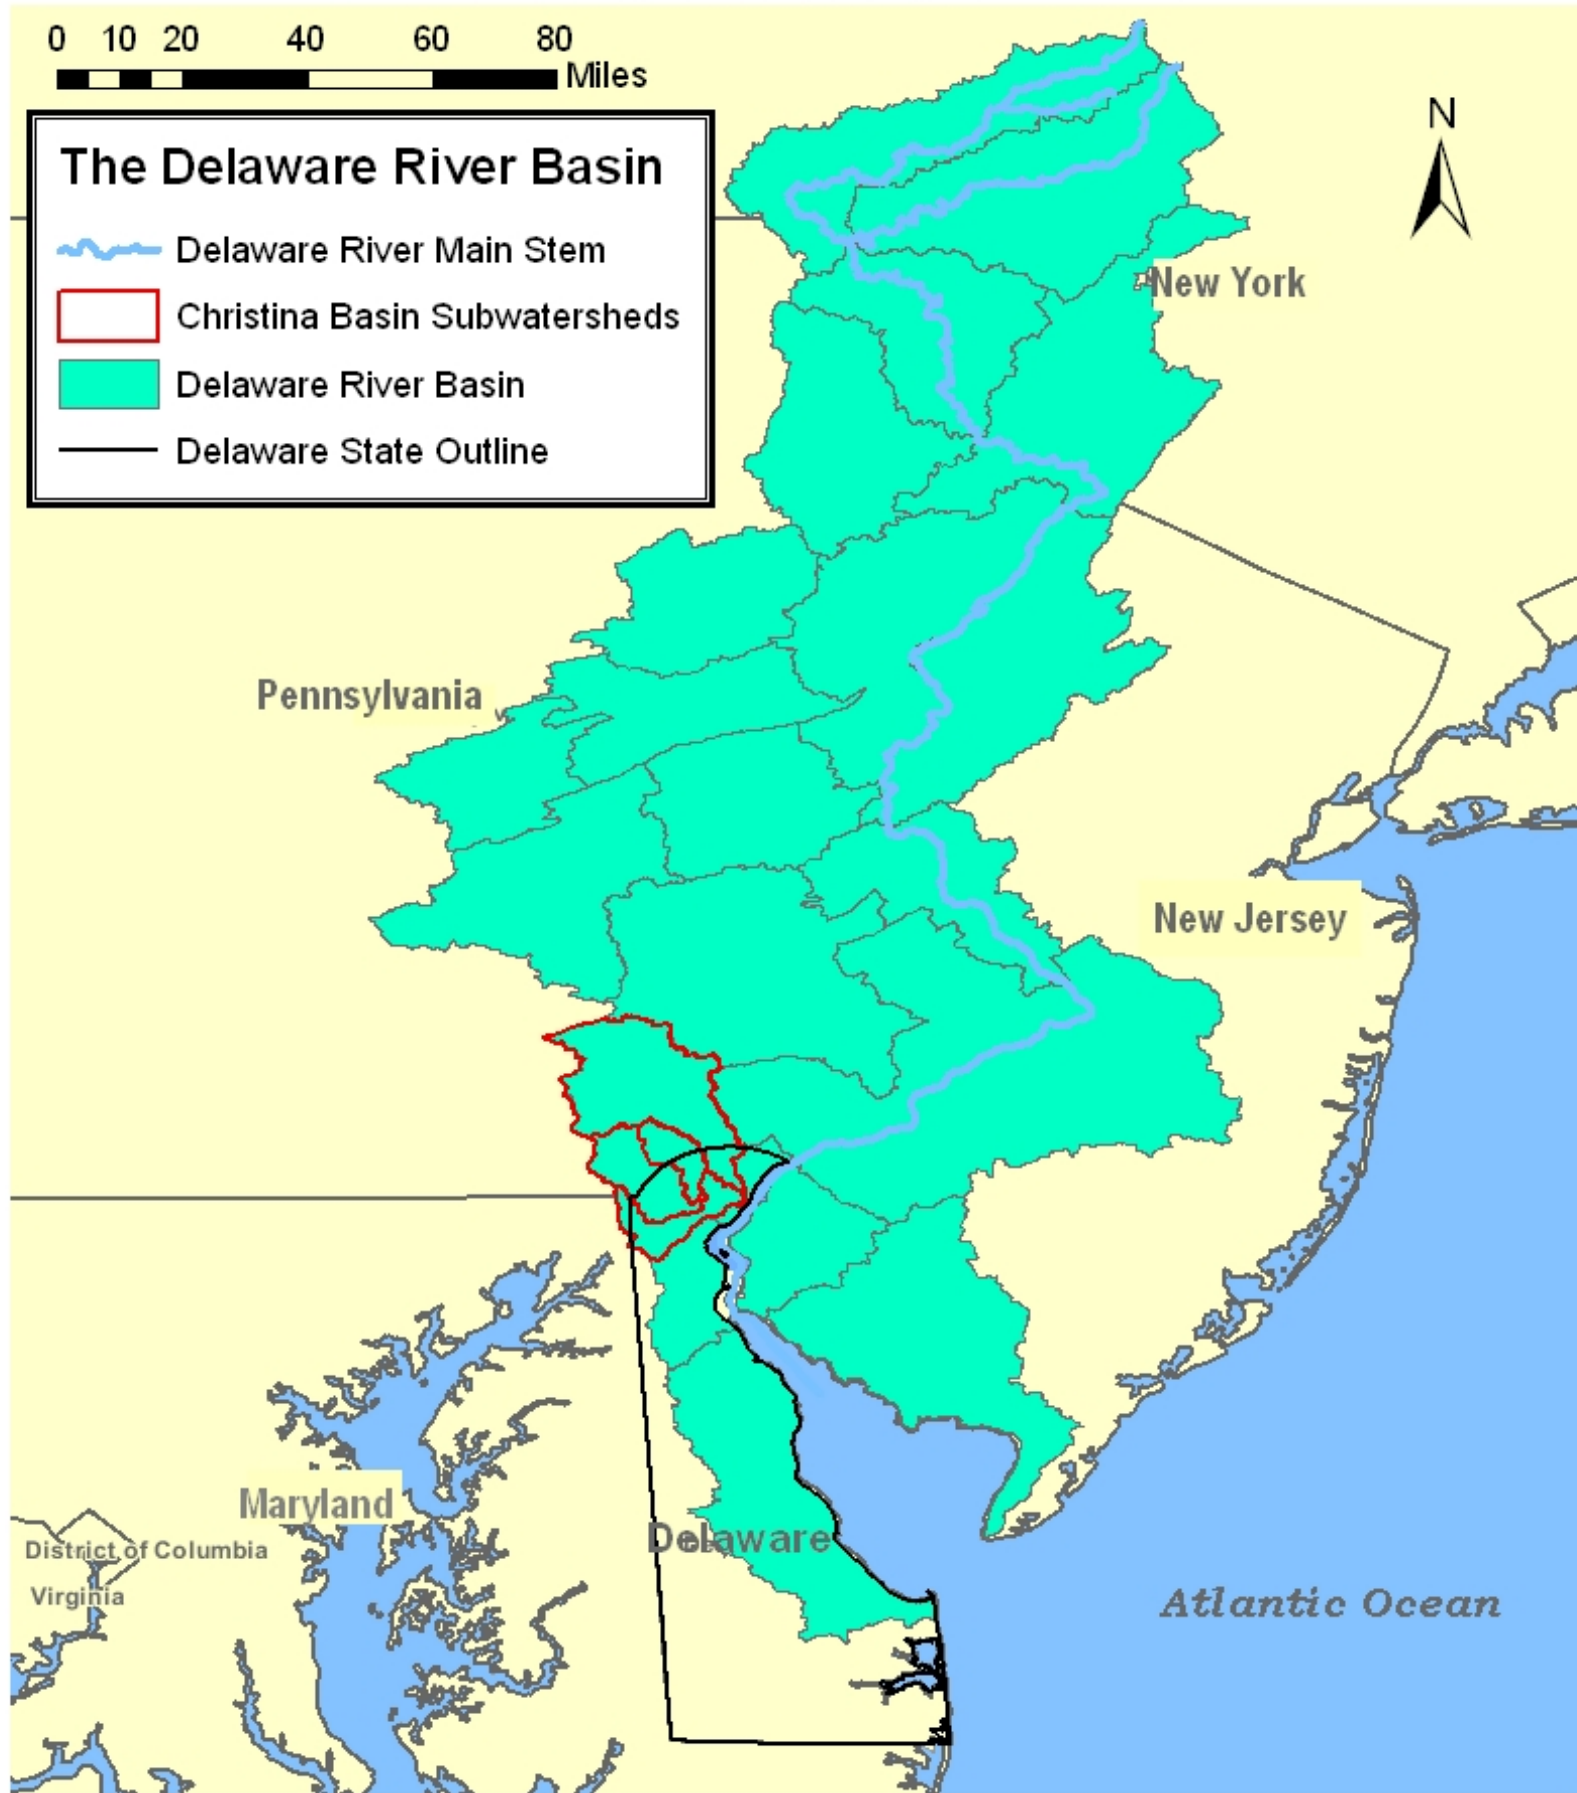 0 10 20 40 60 80
Miles
The Delaware River Basin
Delaware River Main Stem
Christina Basin Subwatersheds
Delaware River Basin
Delaware State Outline
N
New York
Pennsylvania
New Jersey
Maryland
Delaware
District of Columbia
Virginia
Atlantic Ocean